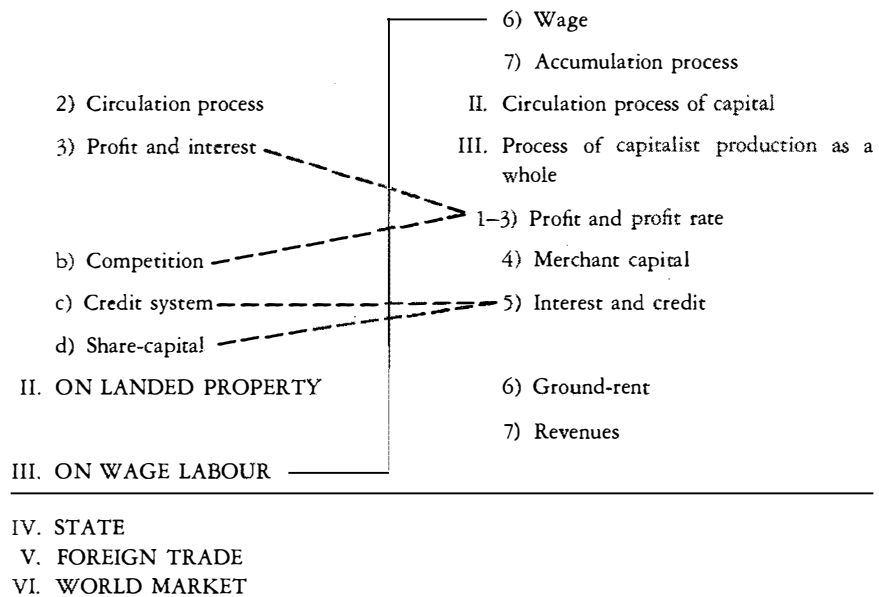 6) Wage
7) Accumulation process
2) Circulation process
II. Circulation process of capital
3) Profit and interest
III. Process of capitalist production as a
whole
1–3) Profit and profit rate
b) Competition
4) Merchant capital
c) Credit system
5) Interest and credit
d) Share-capital
II. ON LANDED PROPERTY
6) Ground-rent
7) Revenues
III. ON WAGE LABOUR
IV. STATE
V. FOREIGN TRADE
VI. WORLD MARKET